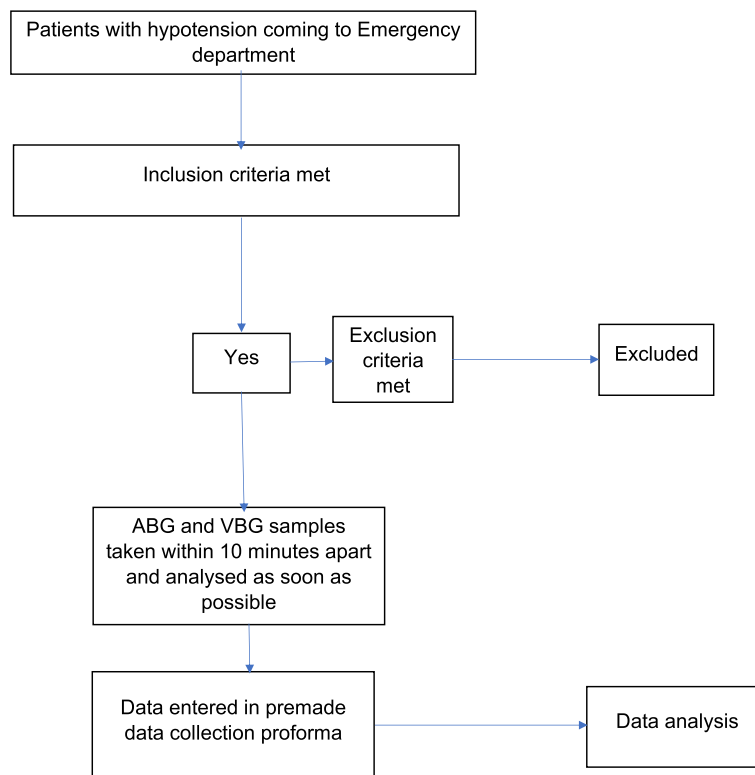 Patients with hypotension coming to Emergency
department
Inclusion criteria met
Yes
Exclusion
criteria
met
Excluded
ABG and VBG samples
taken within 10 minutes apart
and analysed as soon as
possible
Data entered in premade
data collection proforma
Data analysis